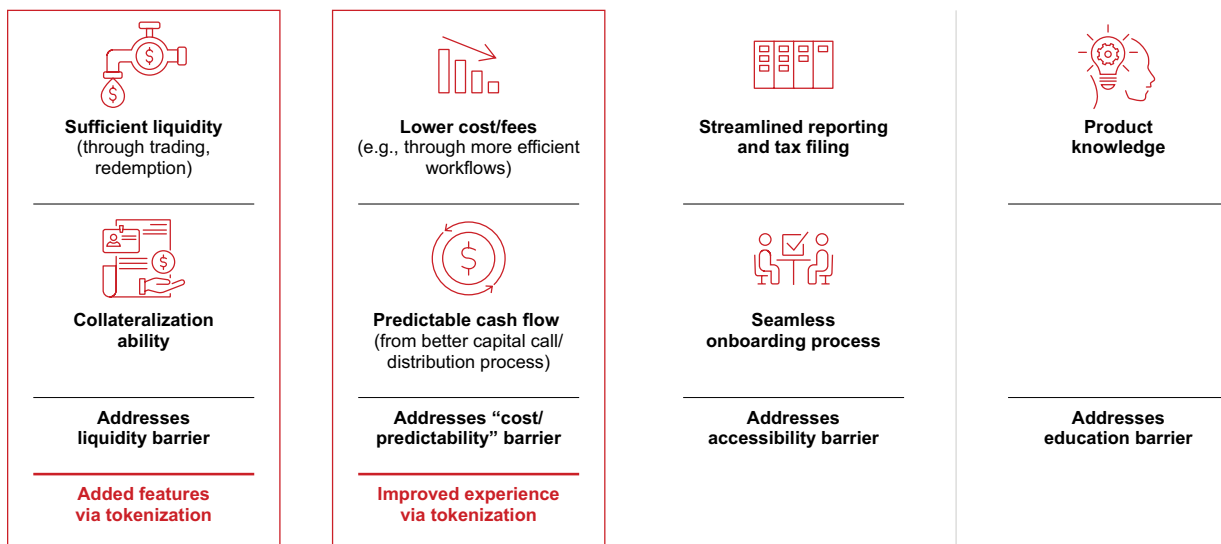 Sufficient liquidity
(through trading,
redemption)
Lower cost/fees
(e.g., through more efficient
workflows)
Streamlined reporting
and tax filing
Product
knowledge
Collateralization
ability
Predictable cash flow
(from better capital call/
distribution process)
Seamless
onboarding process
Addresses
liquidity barrier
Addresses “cost/
predictability” barrier
Addresses
accessibility barrier
Addresses
education barrier
Added features
via tokenization
Improved experience
via tokenization